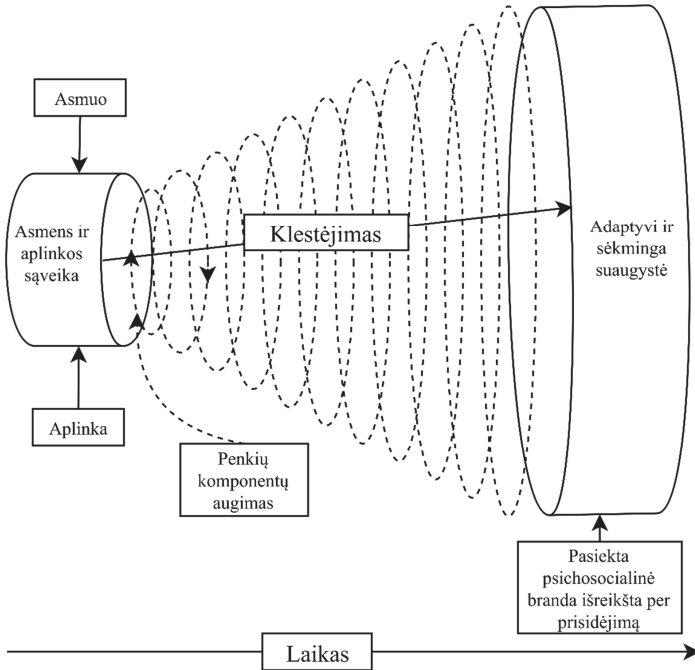 Asmuo
Asmens ir
aplinkos
sąveika
Klestėjimas
Adaptyvi ir
sėkminga
suaugystė
Aplinka
Penkių
komponentų
augimas
Pasiekta
psichosocialinė
branda išreikšta per
prisidėjimą
Laikas